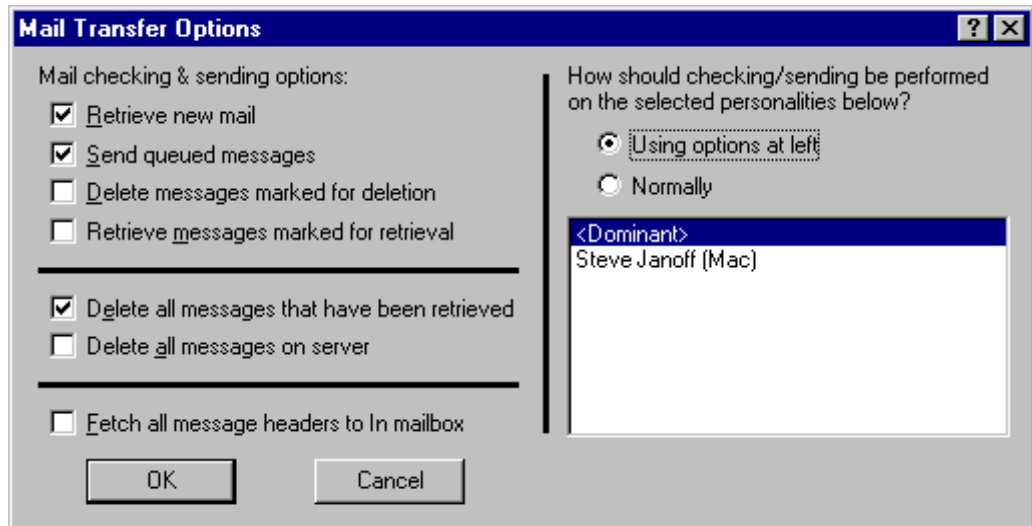 Mail Transfer Options
Mail checking & sending options:
Retrieve new mail
Send queued messages
Delete messages marked for deletion
Retrieve messages marked for retrieval
Delete all messages that have been retrieved
Delete all messages on server
Fetch all message headers to In mailbox
OK
Cancel
How should checking/sending be performed
on the selected personalities below?
Using options at left
Normally
<Dominant>
Steve Janoff (Mac)